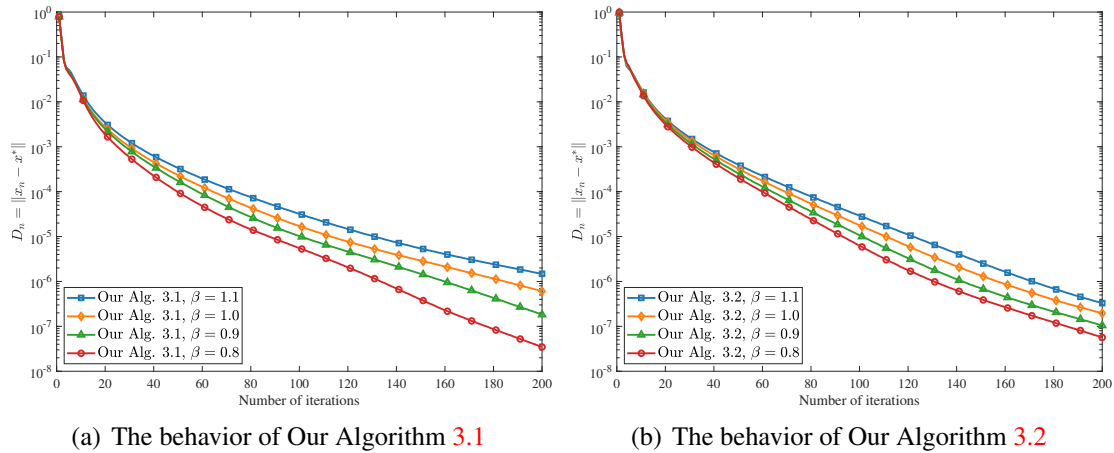 10^0
10^-1
10^-2
10^-3
10^-4
10^-5
10^-6
10^-7
10^-8
D_n = ‖x_n − x*‖
Our Alg. 3.1, β = 1.1
Our Alg. 3.1, β = 1.0
Our Alg. 3.1, β = 0.9
Our Alg. 3.1, β = 0.8
0 20 40 60 80 100 120 140 160 180 200
Number of iterations
(a) The behavior of Our Algorithm 3.1
10^0
10^-1
10^-2
10^-3
10^-4
10^-5
10^-6
10^-7
10^-8
D_n = ‖x_n − x*‖
Our Alg. 3.2, β = 1.1
Our Alg. 3.2, β = 1.0
Our Alg. 3.2, β = 0.9
Our Alg. 3.2, β = 0.8
0 20 40 60 80 100 120 140 160 180 200
Number of iterations
(b) The behavior of Our Algorithm 3.2